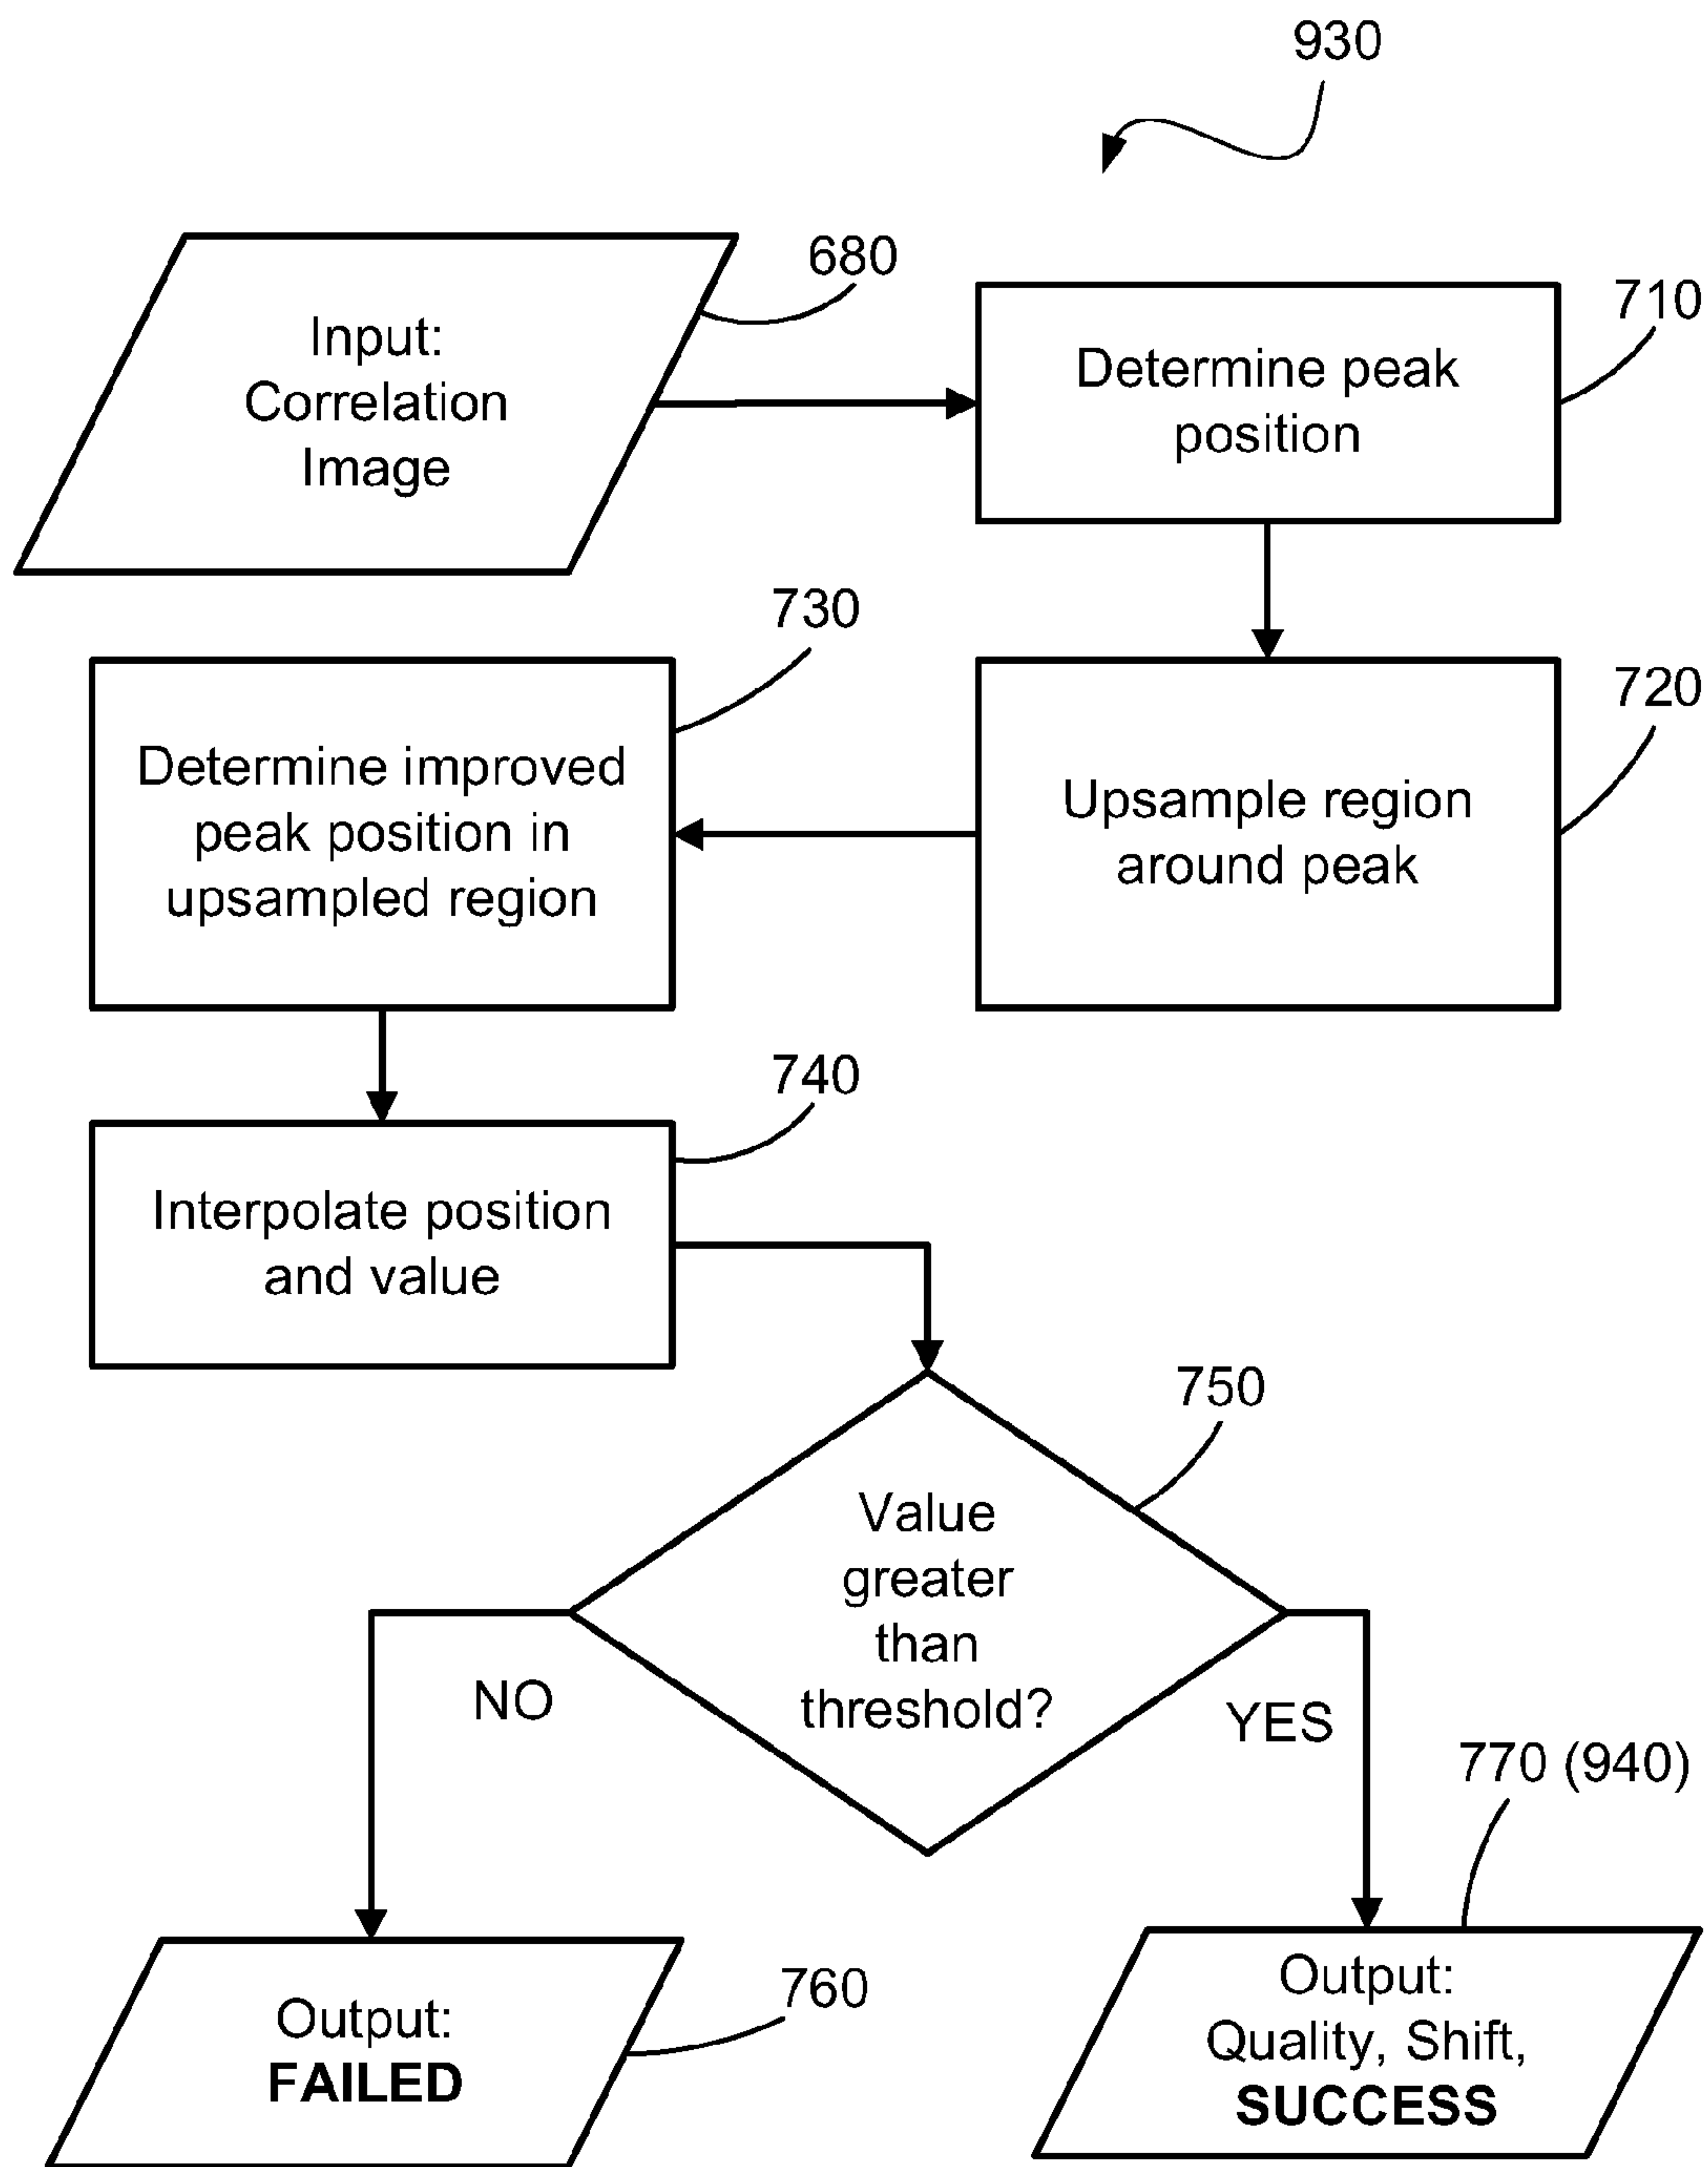 930
680
Input:
Correlation
Image
710
Determine peak
position
730
Determine improved
peak position in
upsampled region
720
Upsample region
around peak
740
Interpolate position
and value
750
Value
greater
than
threshold?
NO
YES
770 (940)
760
Output:
FAILED
Output:
Quality, Shift,
SUCCESS